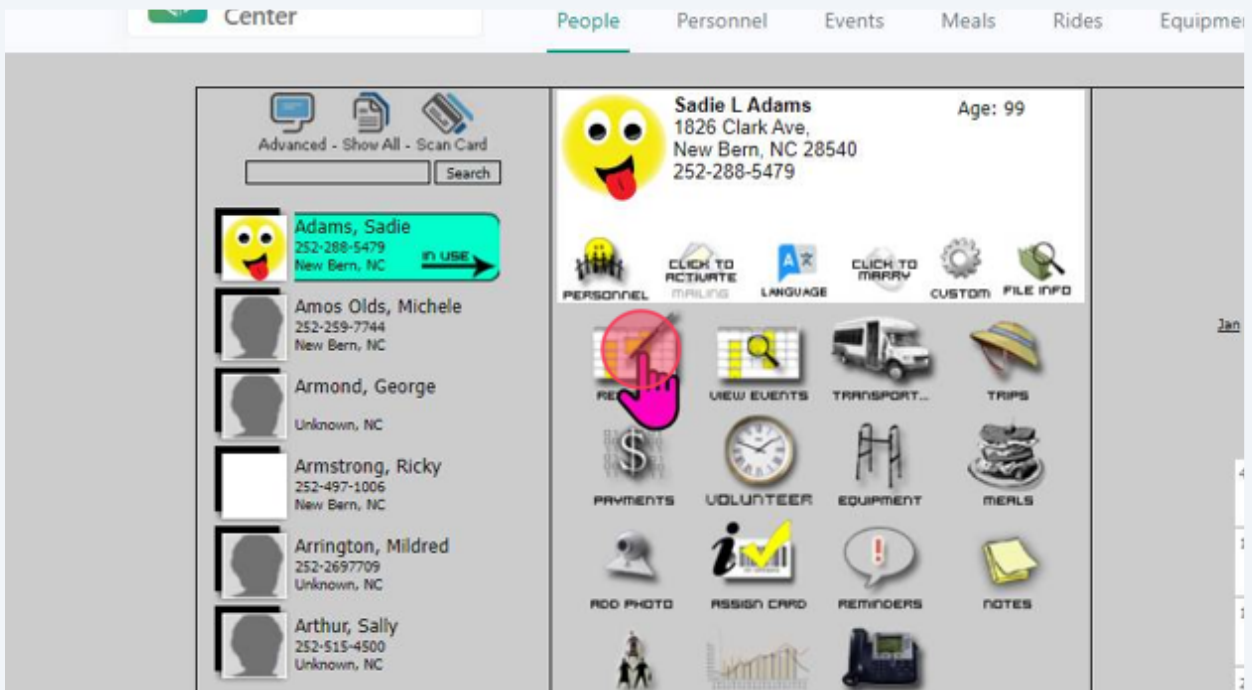 Center
People Personnel Events Meals Rides
Advanced - Show All - Scan Card
Search
Adams, Sadie
252-288-5479
New Bern, NC
IN USE
Amos Olds, Michele
252-259-7744
New Bern, NC
Armond, George
Unknown, NC
Armstrong, Ricky
252-497-1006
New Bern, NC
Arrington, Mildred
252-2697709
Unknown, NC
Arthur, Sally
252-515-4500
Unknown, NC
Sadie L Adams
Age: 99
1826 Clark Ave,
New Bern, NC 28540
252-288-5479
PERSONNEL
CLICK TO
ACTIVATE
MAILING
LANGUAGE
CLICK TO
MARRY
CUSTOM
FILE INFO
VIEW EVENTS
TRANSPORT...
TRIPS
PAYMENTS
VOLUNTEER
EQUIPMENT
MEALS
ADD PHOTO
ASSIGN CARD
REMINDERS
NOTES
Jan